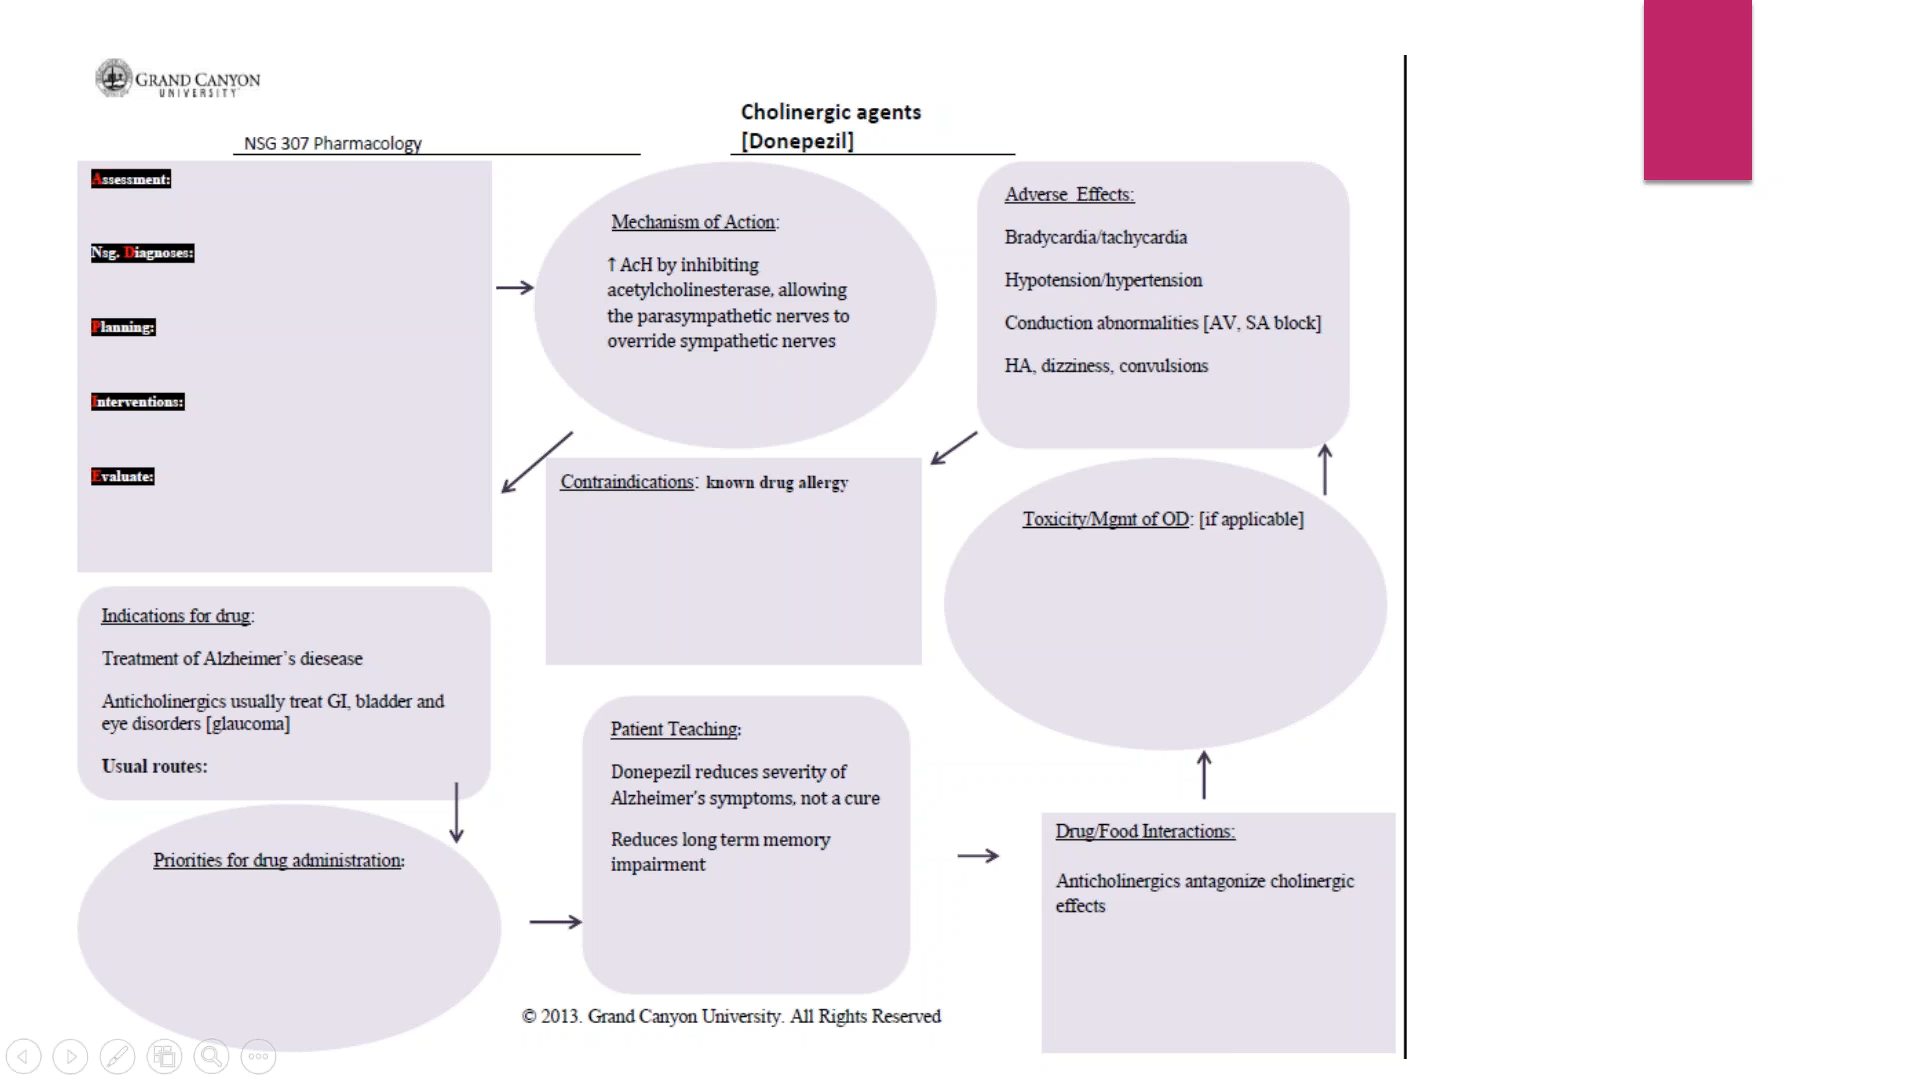 GRAND CANYON
UNIVERSITY
NSG 307 Pharmacology
Cholinergic agents
[Donepezil]
Assessment:
Nsg. Diagnoses:
Planning:
Interventions:
Evaluate:
Mechanism of Action:
↑ AcH by inhibiting
acetylcholinesterase, allowing
the parasympathetic nerves to
override sympathetic nerves
Adverse Effects:
Bradycardia/tachycardia
Hypotension/hypertension
Conduction abnormalities [AV, SA block]
HA, dizziness, convulsions
Contraindications: known drug allergy
Toxicity/Mgmt of OD: [if applicable]
Indications for drug:
Treatment of Alzheimer's diesease
Anticholinergics usually treat GI, bladder and
eye disorders [glaucoma]
Usual routes:
Priorities for drug administration:
Patient Teaching:
Donepezil reduces severity of
Alzheimer's symptoms, not a cure
Reduces long term memory
impairment
Drug/Food Interactions:
Anticholinergics antagonize cholinergic
effects
© 2013. Grand Canyon University. All Rights Reserved